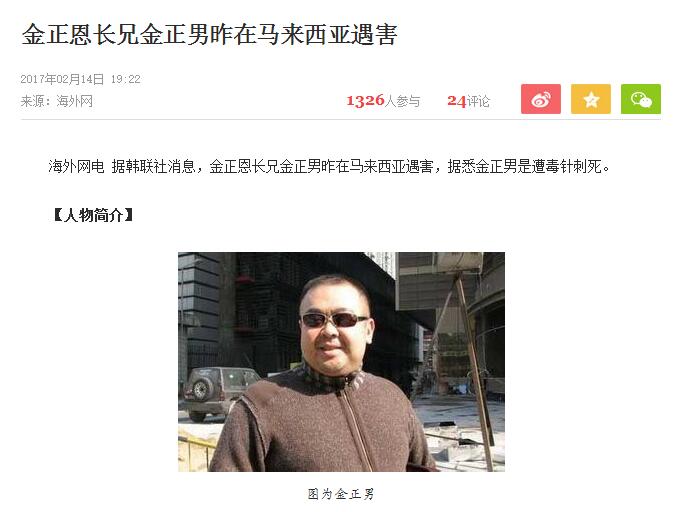 金正恩长兄金正男昨在马来西亚遇害
2017年02月14日 19:22
来源：海外网
1326人参与
24评论
海外网电 据韩联社消息，金正恩长兄金正男昨在马来西亚遇害，据悉金正男是遭毒针刺死。
【人物简介】
图为金正男